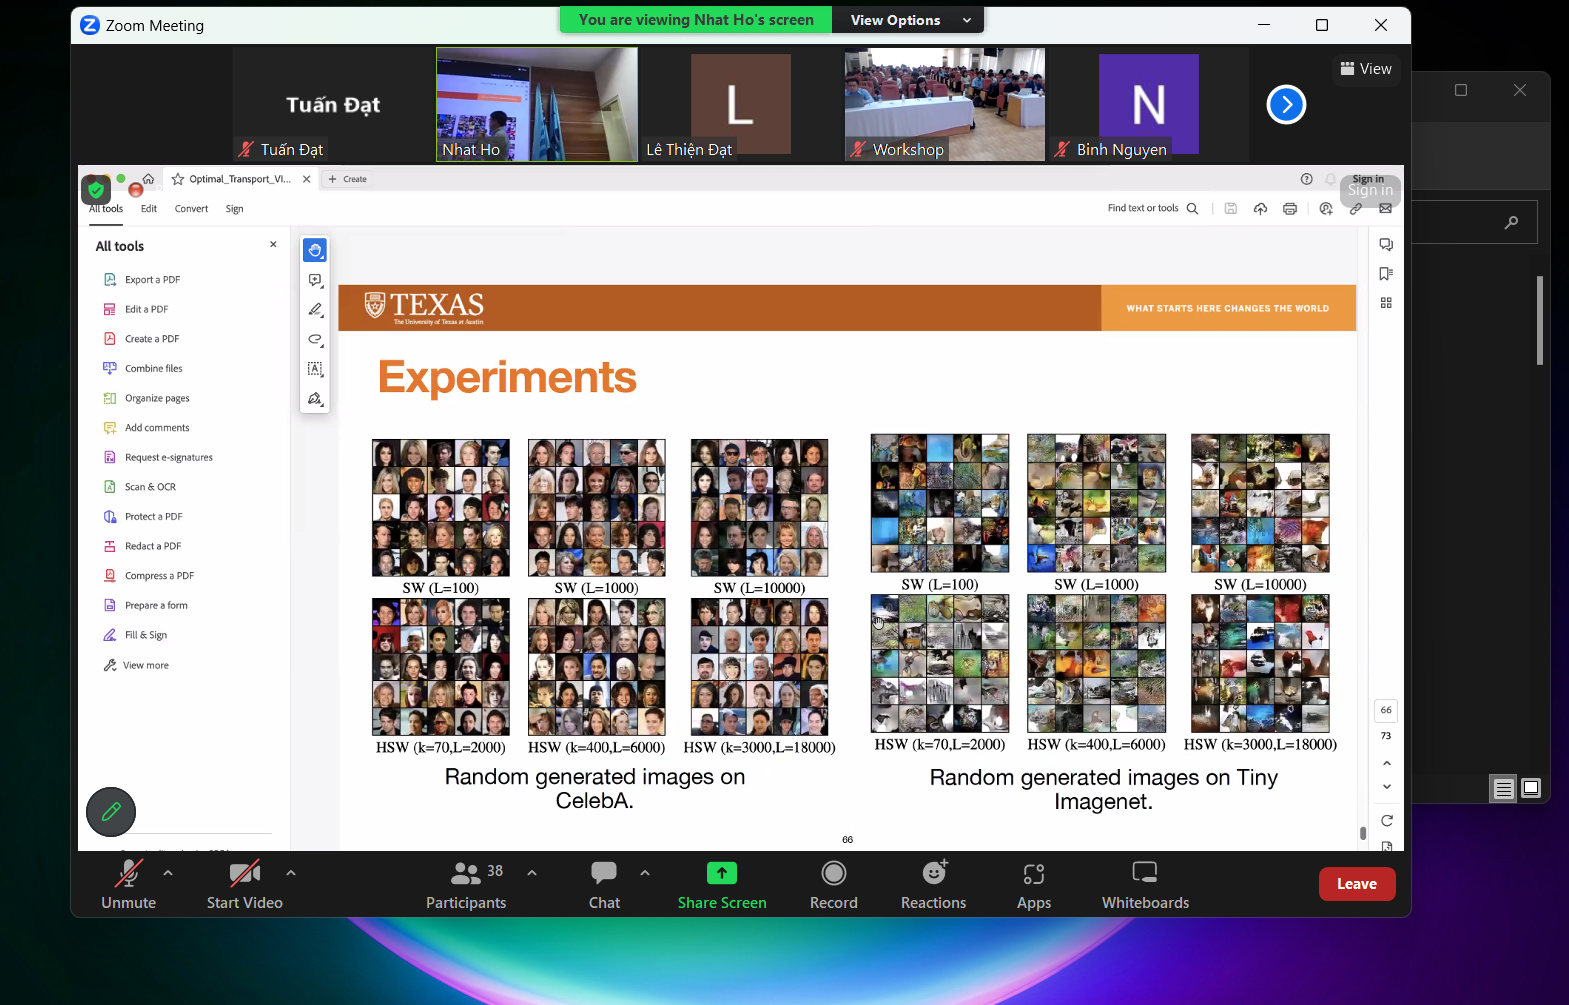 Zoom Meeting
You are viewing Nhat Ho's screen
View Options
Tuấn Đạt
Tuấn Đạt
Nhat Ho
L
Lê Thiện Đạt
Workshop
N
Binh Nguyen
View
Optimal_Transport_VI...
+ Create
Sign in
Sign in
All tools
Edit
Convert
Sign
Find text or tools
All tools
Export a PDF
Edit a PDF
Create a PDF
Combine files
Organize pages
Add comments
Request e-signatures
Scan & OCR
Protect a PDF
Redact a PDF
Compress a PDF
Prepare a form
Fill & Sign
View more
TEXAS
The University of Texas at Austin
WHAT STARTS HERE CHANGES THE WORLD
Experiments
SW (L=100)
SW (L=1000)
SW (L=10000)
SW (L=100)
SW (L=1000)
SW (L=10000)
HSW (k=70,L=2000)
HSW (k=400,L=6000)
HSW (k=3000,L=18000)
HSW (k=70,L=2000)
HSW (k=400,L=6000)
HSW (k=3000,L=18000)
Random generated images on
CelebA.
Random generated images on Tiny
Imagenet.
66
66
73
Unmute
Start Video
38
Participants
Chat
Share Screen
Record
Reactions
Apps
Whiteboards
Leave